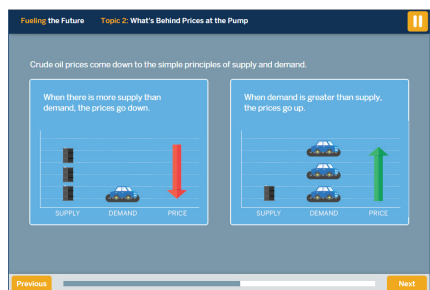 Fueling the Future Topic 2: What's Behind Prices at the Pump
Crude oil prices come down to the simple principles of supply and demand.
When there is more supply than
demand, the prices go down.
SUPPLY DEMAND PRICE
When demand is greater than supply,
the prices go up.
SUPPLY DEMAND PRICE
Previous Next